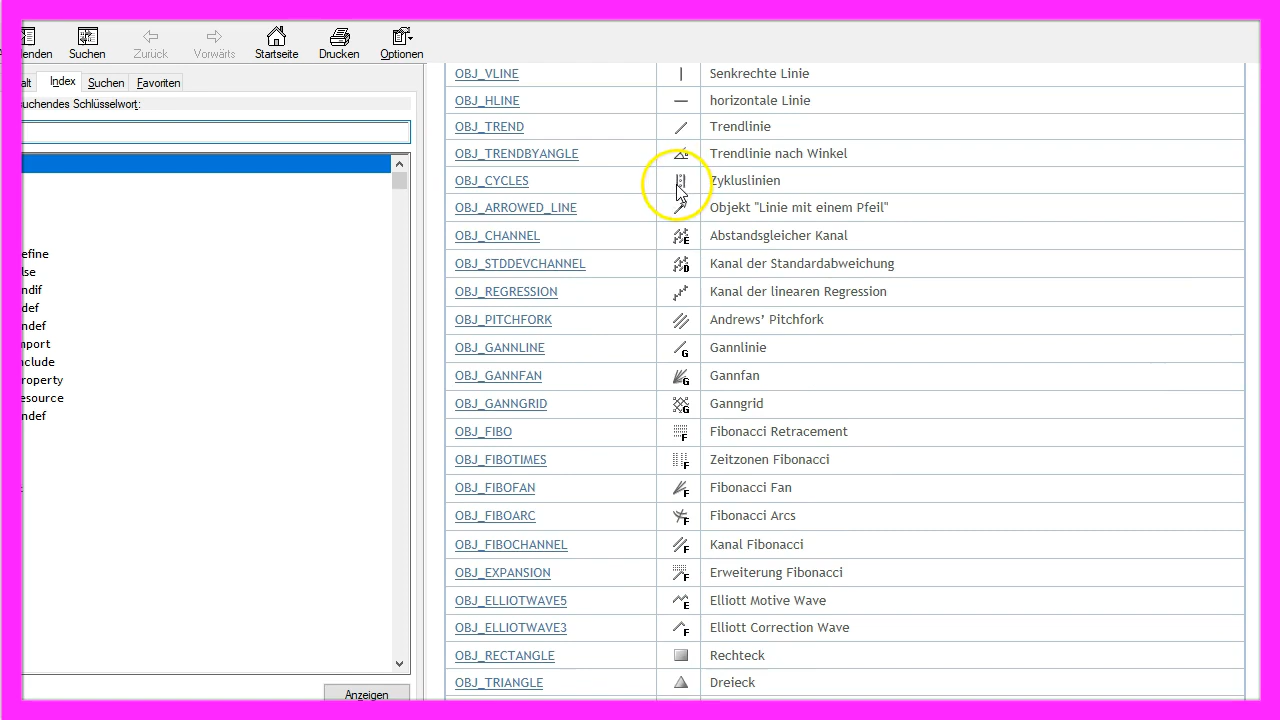 enden Suchen Zurück Vorwärts Startseite Drucken Optionen
alt Index Suchen Favoriten
uchendes Schlüsselwort:
efine
lse
ndif
def
ndef
mport
nclude
roperty
esource
ndef
Anzeigen
OBJ_VLINE Senkrechte Linie
OBJ_HLINE horizontale Linie
OBJ_TREND Trendlinie
OBJ_TRENDBYANGLE Trendlinie nach Winkel
OBJ_CYCLES Zykluslinien
OBJ_ARROWED_LINE Objekt "Linie mit einem Pfeil"
OBJ_CHANNEL Abstandsgleicher Kanal
OBJ_STDDEVCHANNEL Kanal der Standardabweichung
OBJ_REGRESSION Kanal der linearen Regression
OBJ_PITCHFORK Andrews’ Pitchfork
OBJ_GANNLINE Gannlinie
OBJ_GANNFAN Gannfan
OBJ_GANNGRID Ganngrid
OBJ_FIBO Fibonacci Retracement
OBJ_FIBOTIMES Zeitzonen Fibonacci
OBJ_FIBOFAN Fibonacci Fan
OBJ_FIBOARC Fibonacci Arcs
OBJ_FIBOCHANNEL Kanal Fibonacci
OBJ_EXPANSION Erweiterung Fibonacci
OBJ_ELLIOTWAVE5 Elliott Motive Wave
OBJ_ELLIOTWAVE3 Elliott Correction Wave
OBJ_RECTANGLE Rechteck
OBJ_TRIANGLE Dreieck